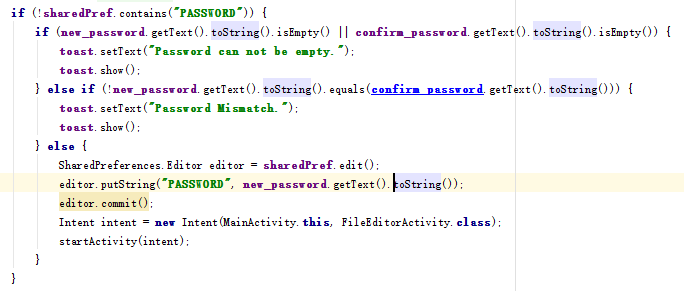 if (!sharedPref.contains("PASSWORD")) {
if (new_password.getText().toString().isEmpty() || confirm_password.getText().toString().isEmpty()) {
toast.setText("Password can not be empty.");
toast.show();
} else if (!new_password.getText().toString().equals(confirm_password.getText().toString())) {
toast.setText("Password Mismatch.");
toast.show();
} else {
SharedPreferences.Editor editor = sharedPref.edit();
editor.putString("PASSWORD", new_password.getText().toString());
editor.commit();
Intent intent = new Intent(MainActivity.this, FileEditorActivity.class);
startActivity(intent);
}
}